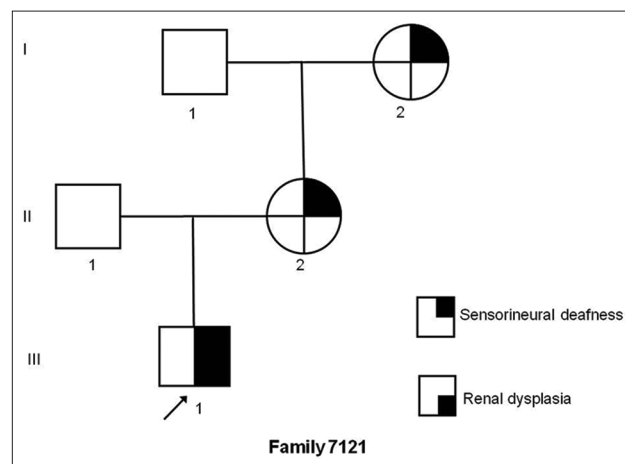 I
1
2
II
1
2
Sensorineural deafness
III
1
Renal dysplasia
Family 7121